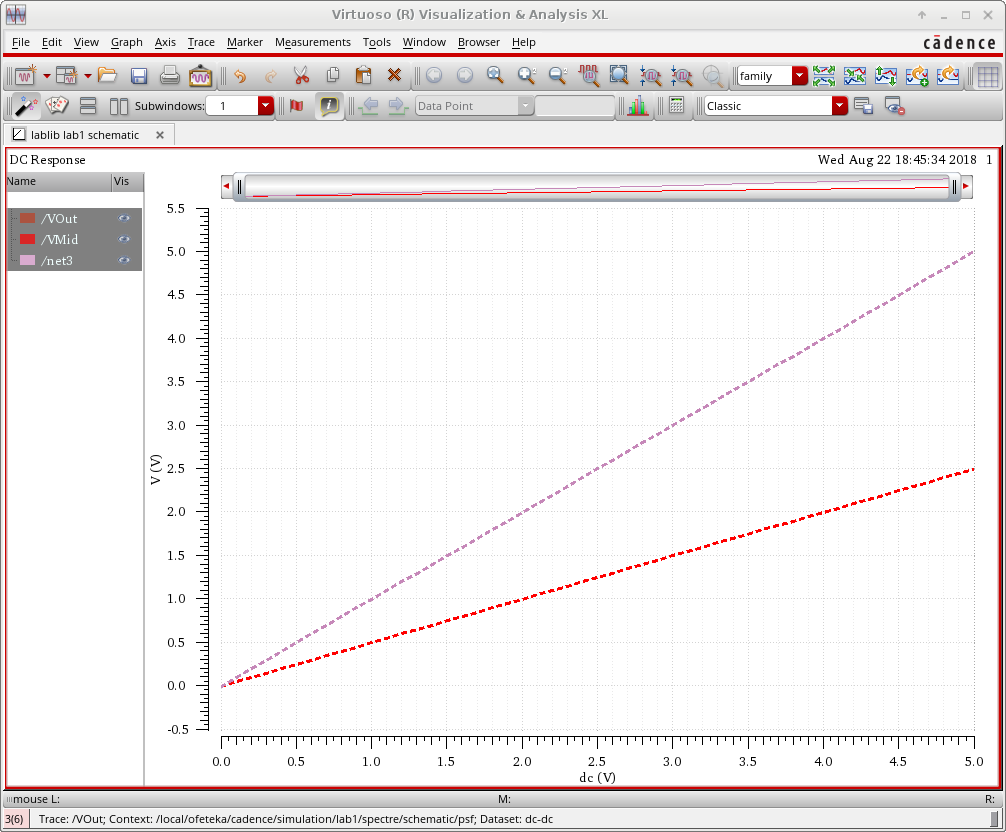 Virtuoso (R) Visualization & Analysis XL
File Edit View Graph Axis Trace Marker Measurements Tools Window Browser Help
cādence
family
Subwindows: 1 Data Point Classic
lablib lab1 schematic
DC Response Wed Aug 22 18:45:34 2018 1
Name Vis
/VOut
/VMid
/net3
5.5
5.0
4.5
4.0
3.5
3.0
V (V)
2.5
2.0
1.5
1.0
0.5
0.0
-0.5
0.0 0.5 1.0 1.5 2.0 2.5 3.0 3.5 4.0 4.5 5.0
dc (V)
mouse L: M: R:
3(6) Trace: /VOut; Context: /local/ofeteka/cadence/simulation/lab1/spectre/schematic/psf; Dataset: dc-dc